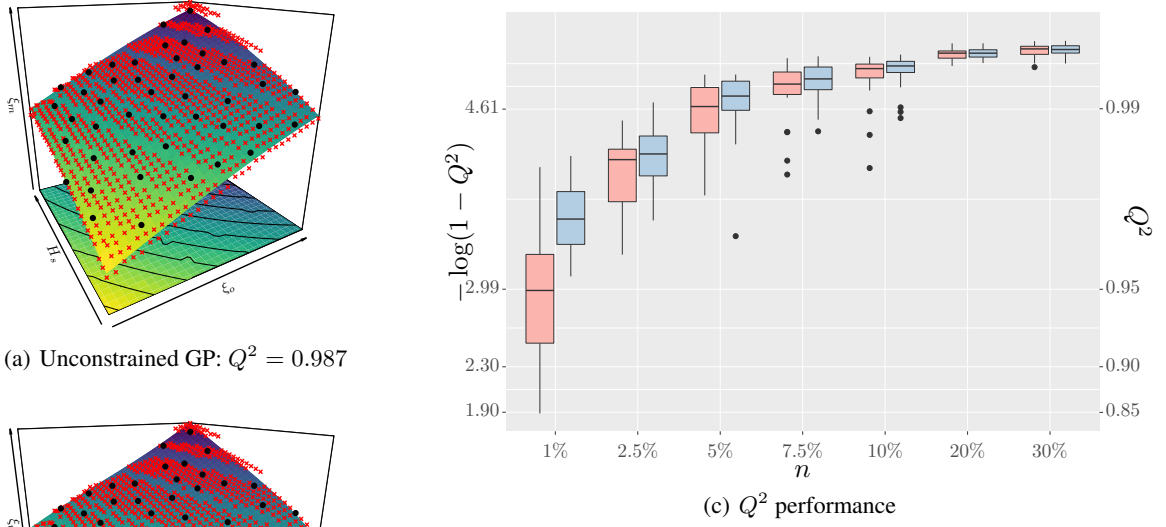 ξm
Hs
ξo
(a) Unconstrained GP: Q² = 0.987
− log(1 − Q²)
4.61
2.99
2.30
1.90
1%
2.5%
5%
7.5%
10%
20%
30%
n
0.99
0.95
0.90
0.85
Q²
(c) Q² performance